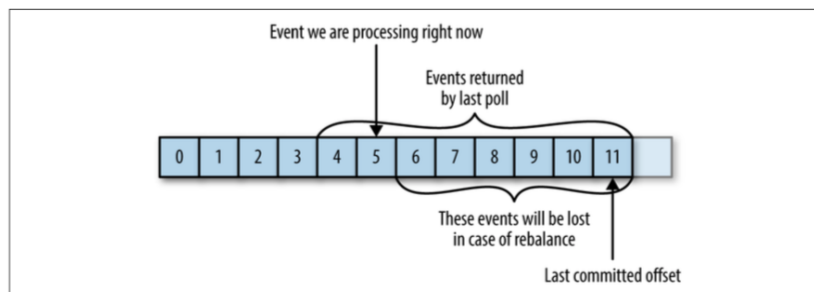 Event we are processing right now
Events returned
by last poll
0 1 2 3 4 5 6 7 8 9 10 11
These events will be lost
in case of rebalance
Last committed offset